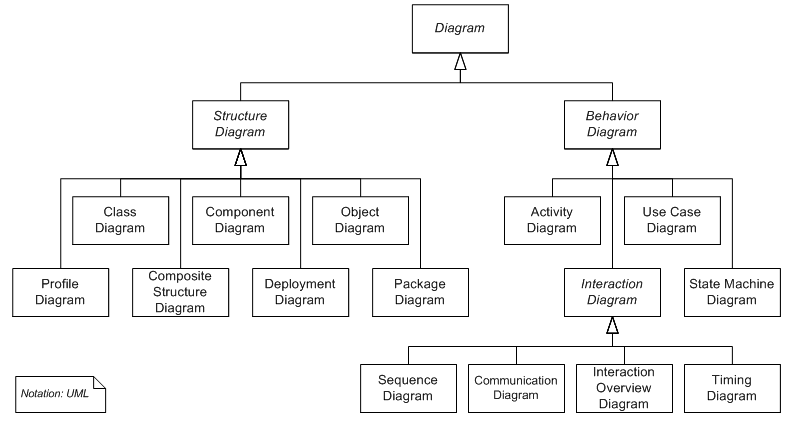 Diagram
Structure
Diagram
Behavior
Diagram
Class
Diagram
Component
Diagram
Object
Diagram
Activity
Diagram
Use Case
Diagram
Profile
Diagram
Composite
Structure
Diagram
Deployment
Diagram
Package
Diagram
Interaction
Diagram
State Machine
Diagram
Sequence
Diagram
Communication
Diagram
Interaction
Overview
Diagram
Timing
Diagram
Notation: UML